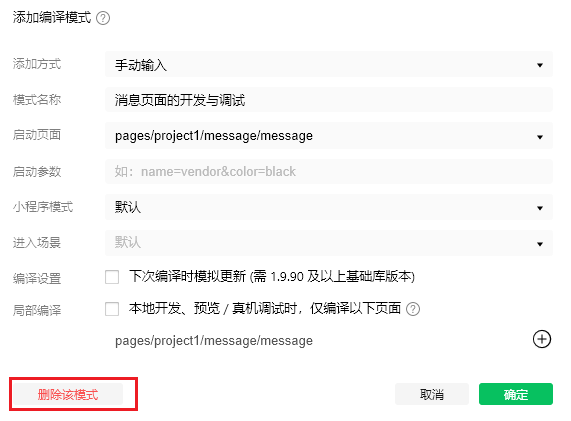 添加编译模式 ?
添加方式 手动输入
模式名称 消息页面的开发与调试
启动页面 pages/project1/message/message
启动参数 如：name=vendor&color=black
小程序模式 默认
进入场景 默认
编译设置 下次编译时模拟更新 (需 1.9.90 及以上基础库版本)
局部编译 本地开发、预览 / 真机调试时，仅编译以下页面 ?
pages/project1/message/message
删除该模式 取消 确定